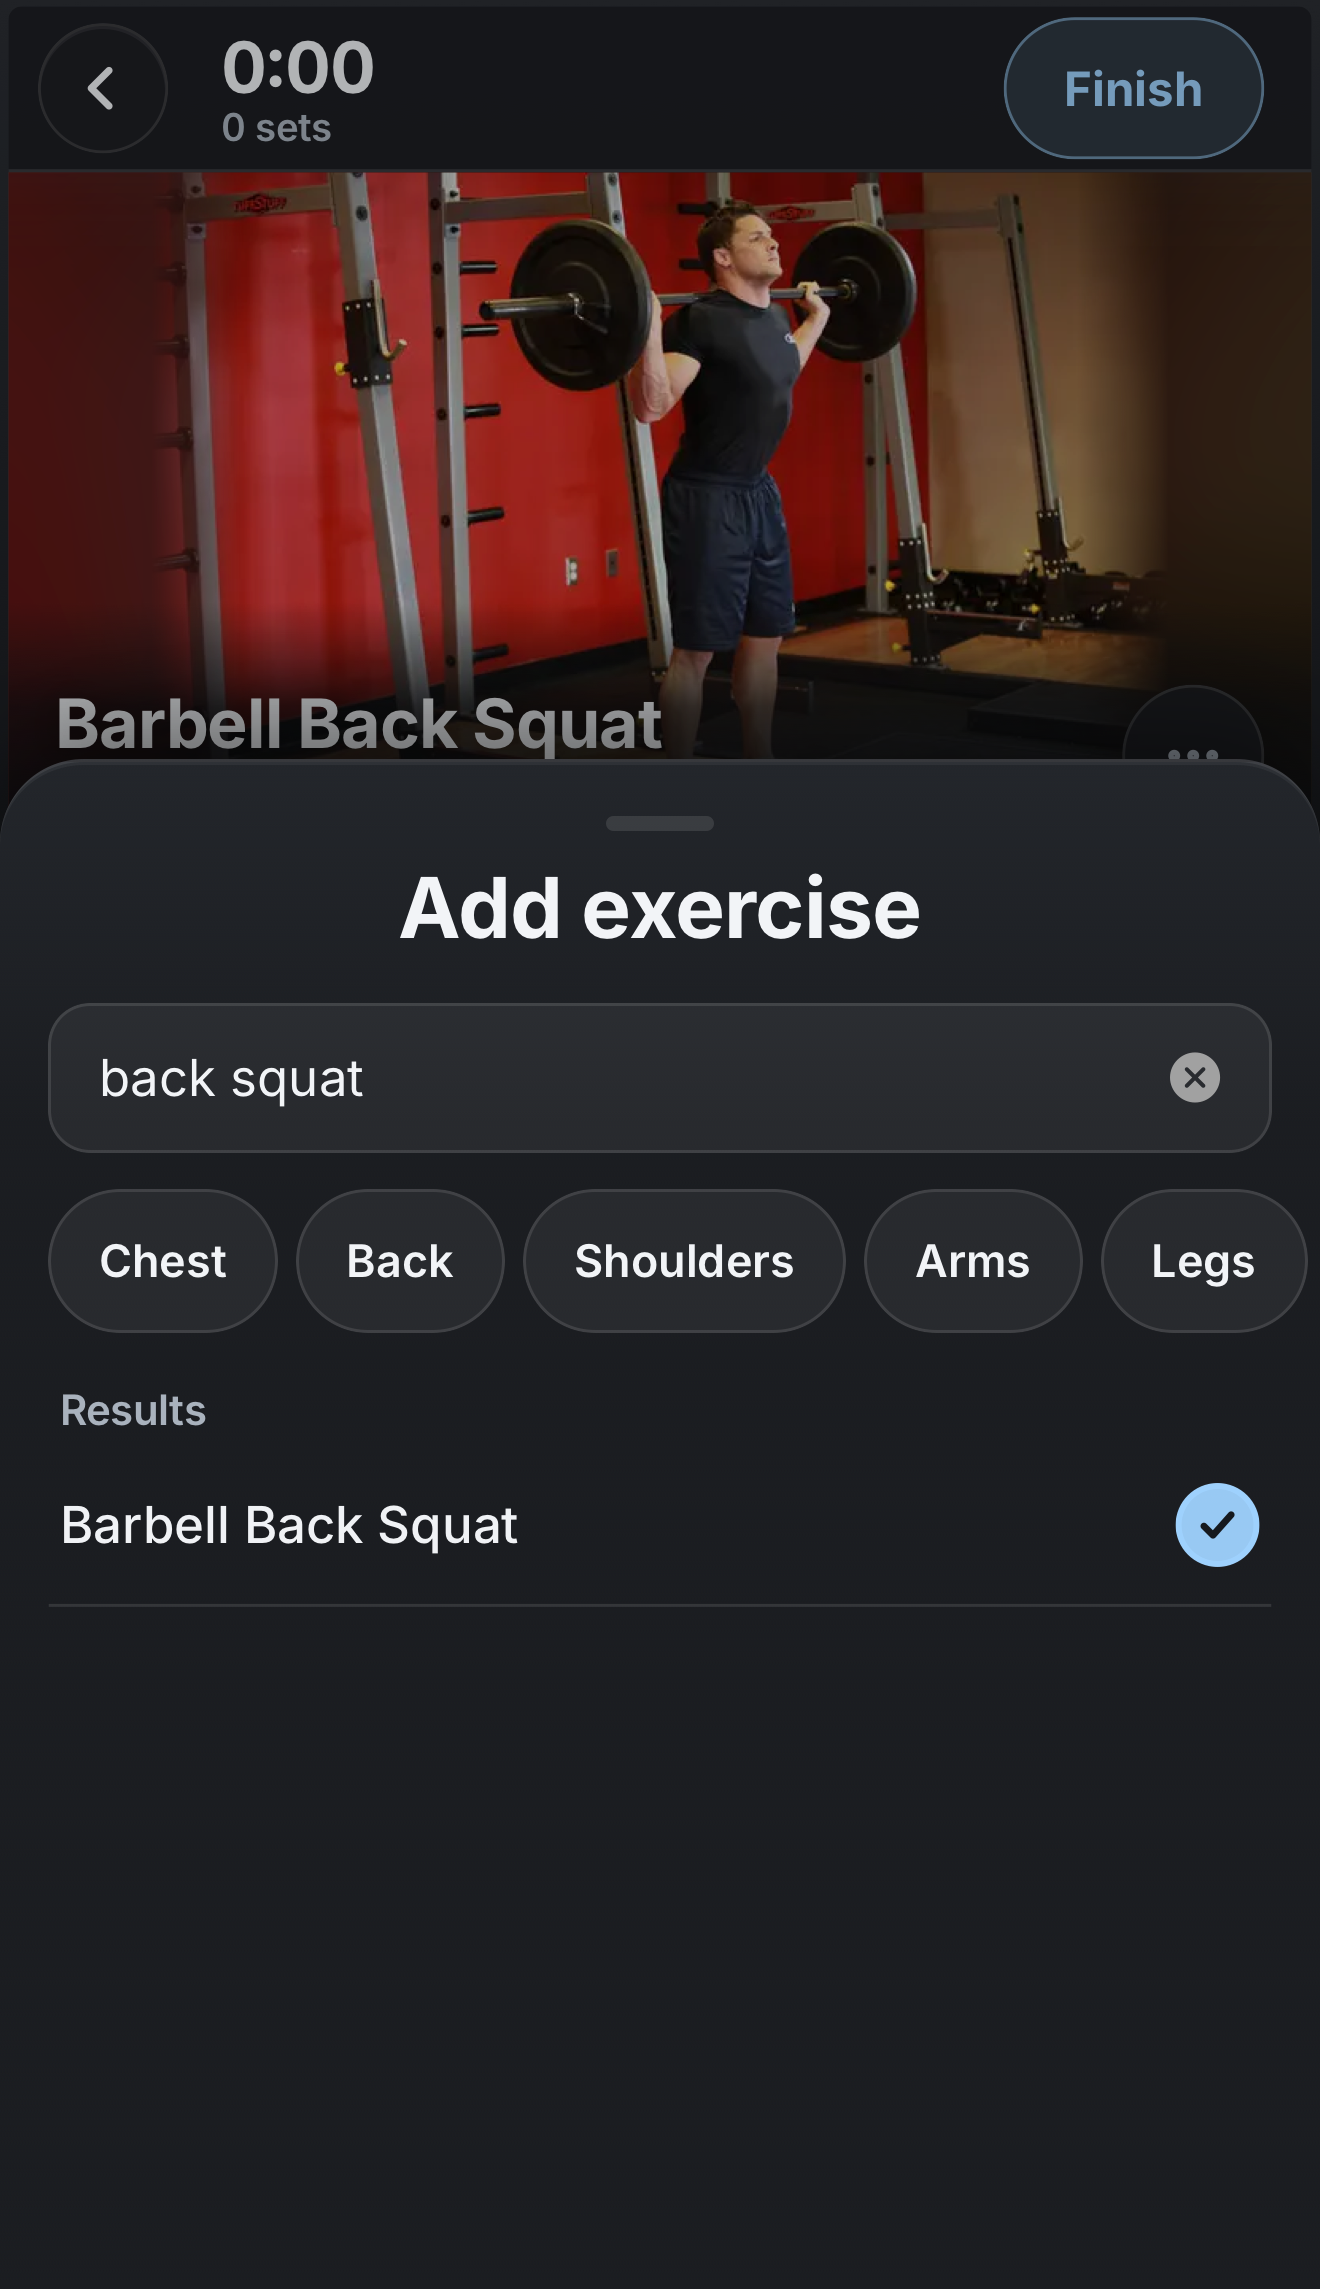 0:00
0 sets
Finish
Barbell Back Squat
Add exercise
back squat
Chest
Back
Shoulders
Arms
Legs
Results
Barbell Back Squat